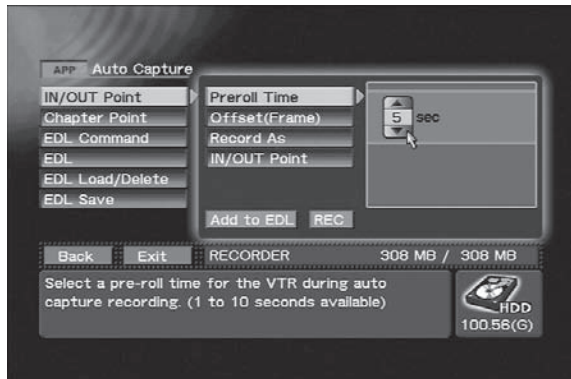 APP Auto Capture
IN/OUT Point
Chapter Point
EDL Command
EDL
EDL Load/Delete
EDL Save
Preroll Time
Offset(Frame)
Record As
IN/OUT Point
5 sec
Add to EDL REC
Back Exit RECORDER 308 MB / 308 MB
Select a pre-roll time for the VTR during auto
capture recording. (1 to 10 seconds available)
HDD
100.56(G)